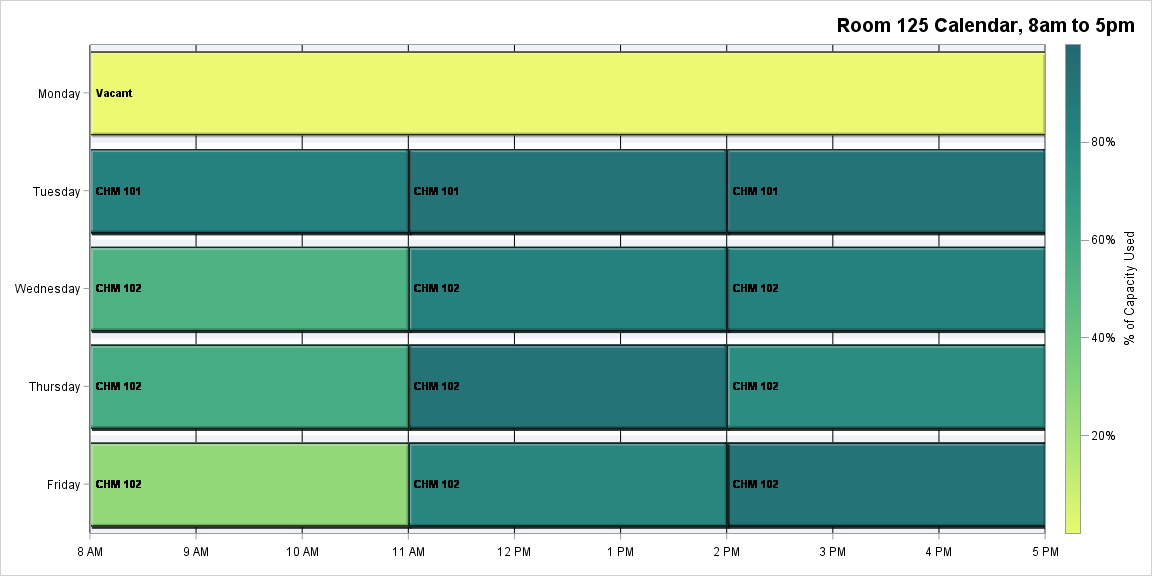 Room 125 Calendar, 8am to 5pm
Monday
Vacant
Tuesday
CHM 101
CHM 101
CHM 101
Wednesday
CHM 102
CHM 102
CHM 102
Thursday
CHM 102
CHM 102
CHM 102
Friday
CHM 102
CHM 102
CHM 102
8 AM
9 AM
10 AM
11 AM
12 PM
1 PM
2 PM
3 PM
4 PM
5 PM
80%
60%
40%
20%
% of Capacity Used